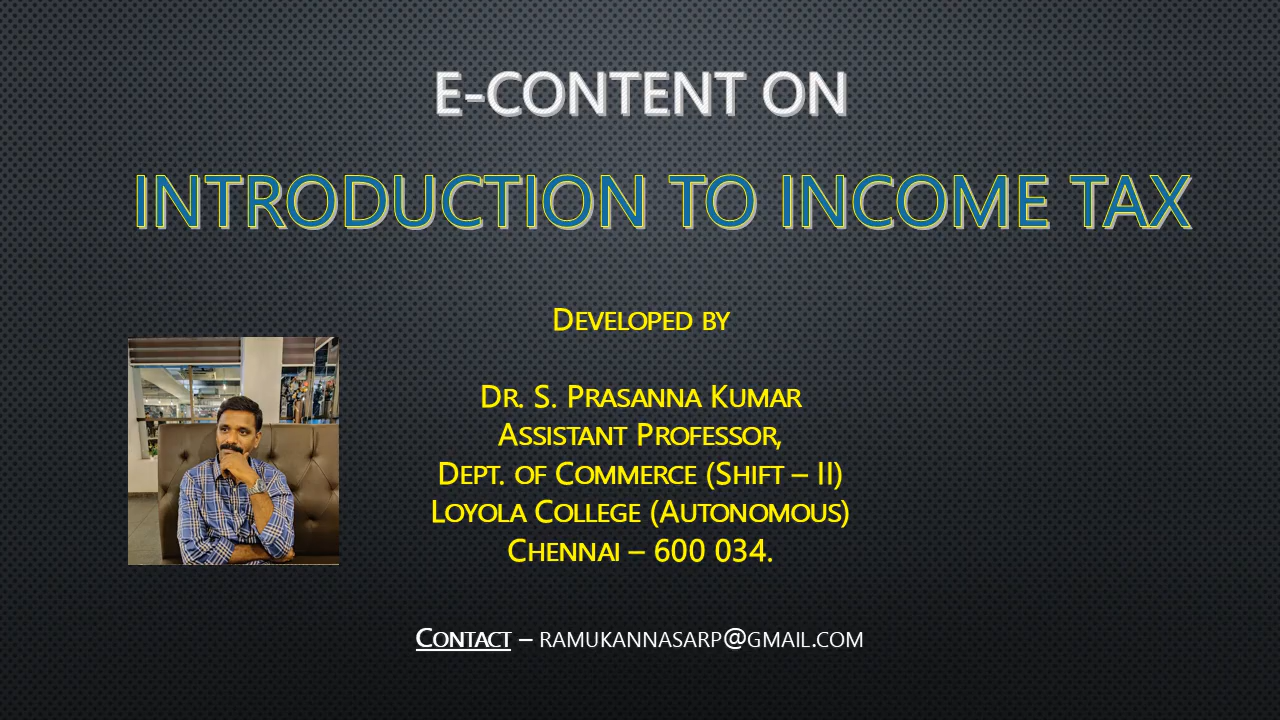 E-CONTENT ON
INTRODUCTION TO INCOME TAX
DEVELOPED BY
DR. S. PRASANNA KUMAR
ASSISTANT PROFESSOR,
DEPT. OF COMMERCE (SHIFT – II)
LOYOLA COLLEGE (AUTONOMOUS)
CHENNAI – 600 034.
CONTACT – RAMUKANNASARP@GMAIL.COM